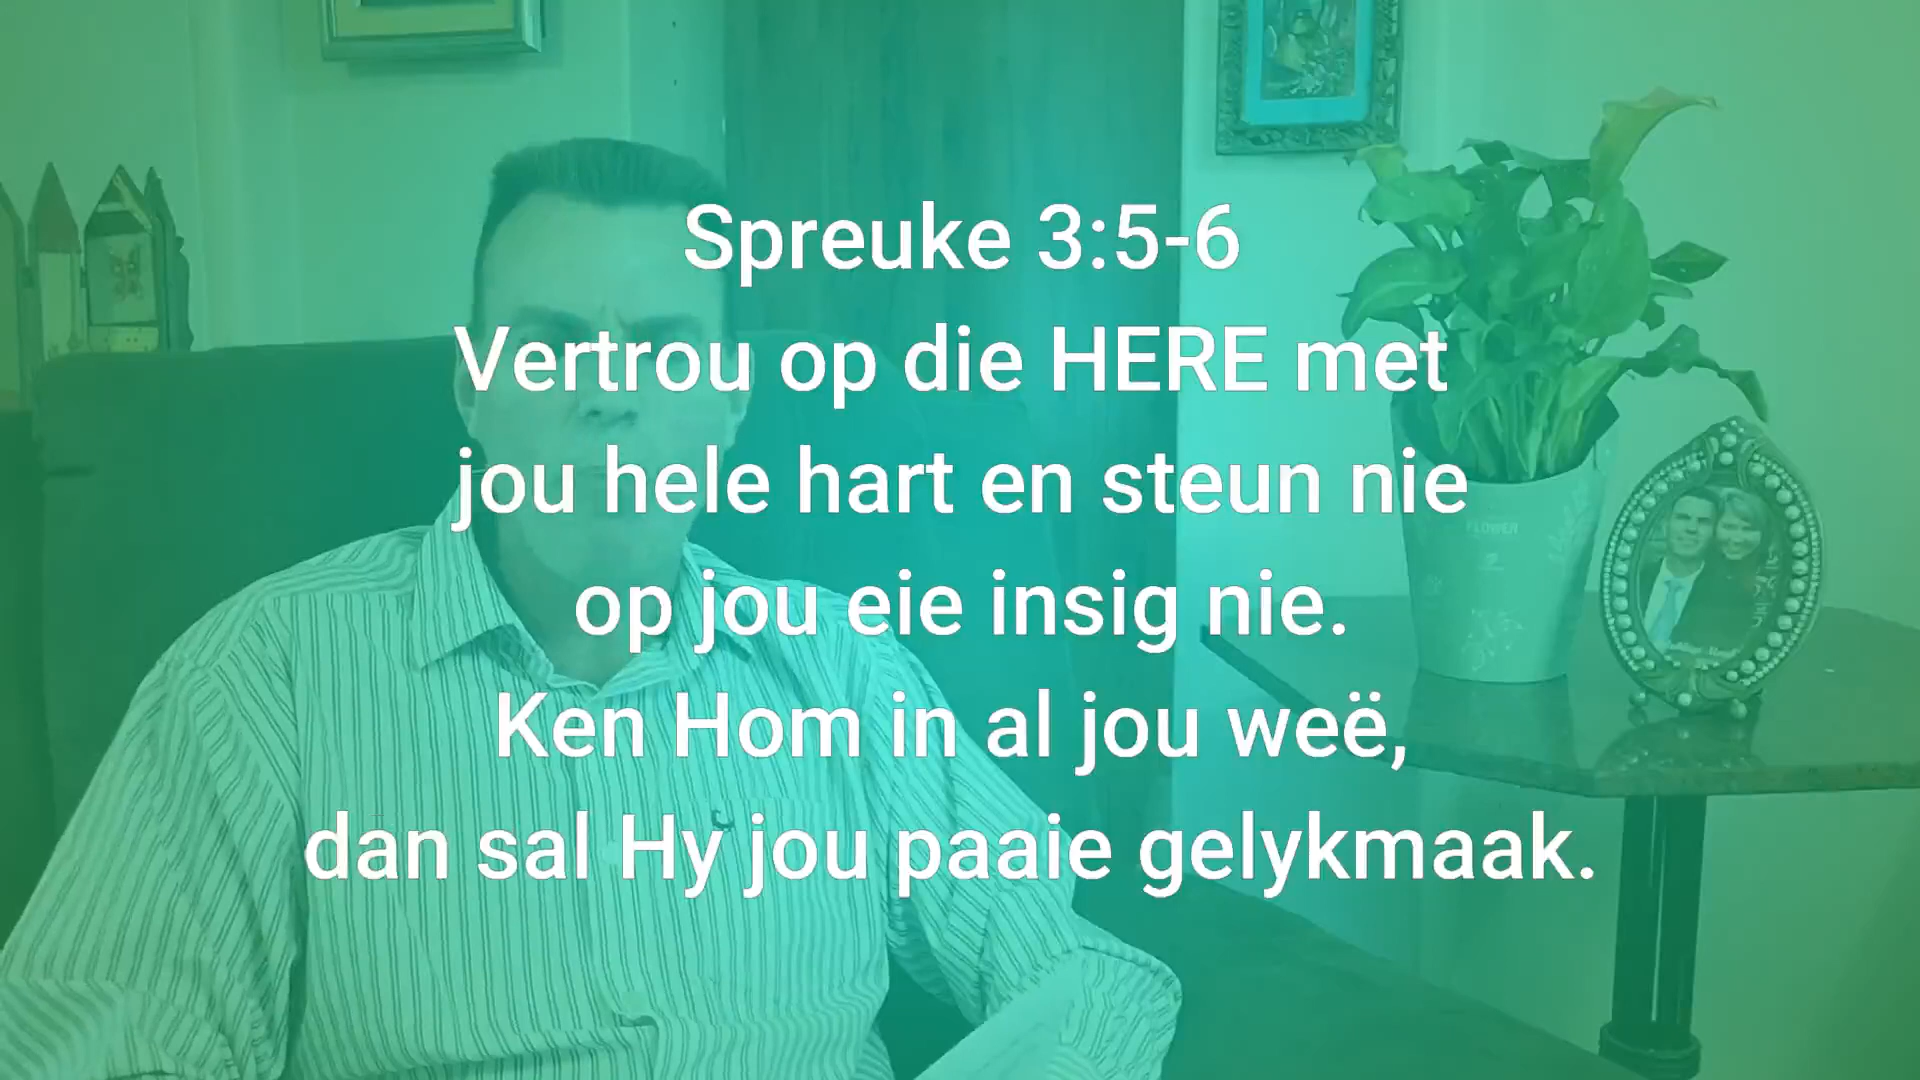 Spreuke 3:5-6
Vertrou op die HERE met
jou hele hart en steun nie
op jou eie insig nie.
Ken Hom in al jou weë,
dan sal Hy jou paaie gelykmaak.
FLOWER